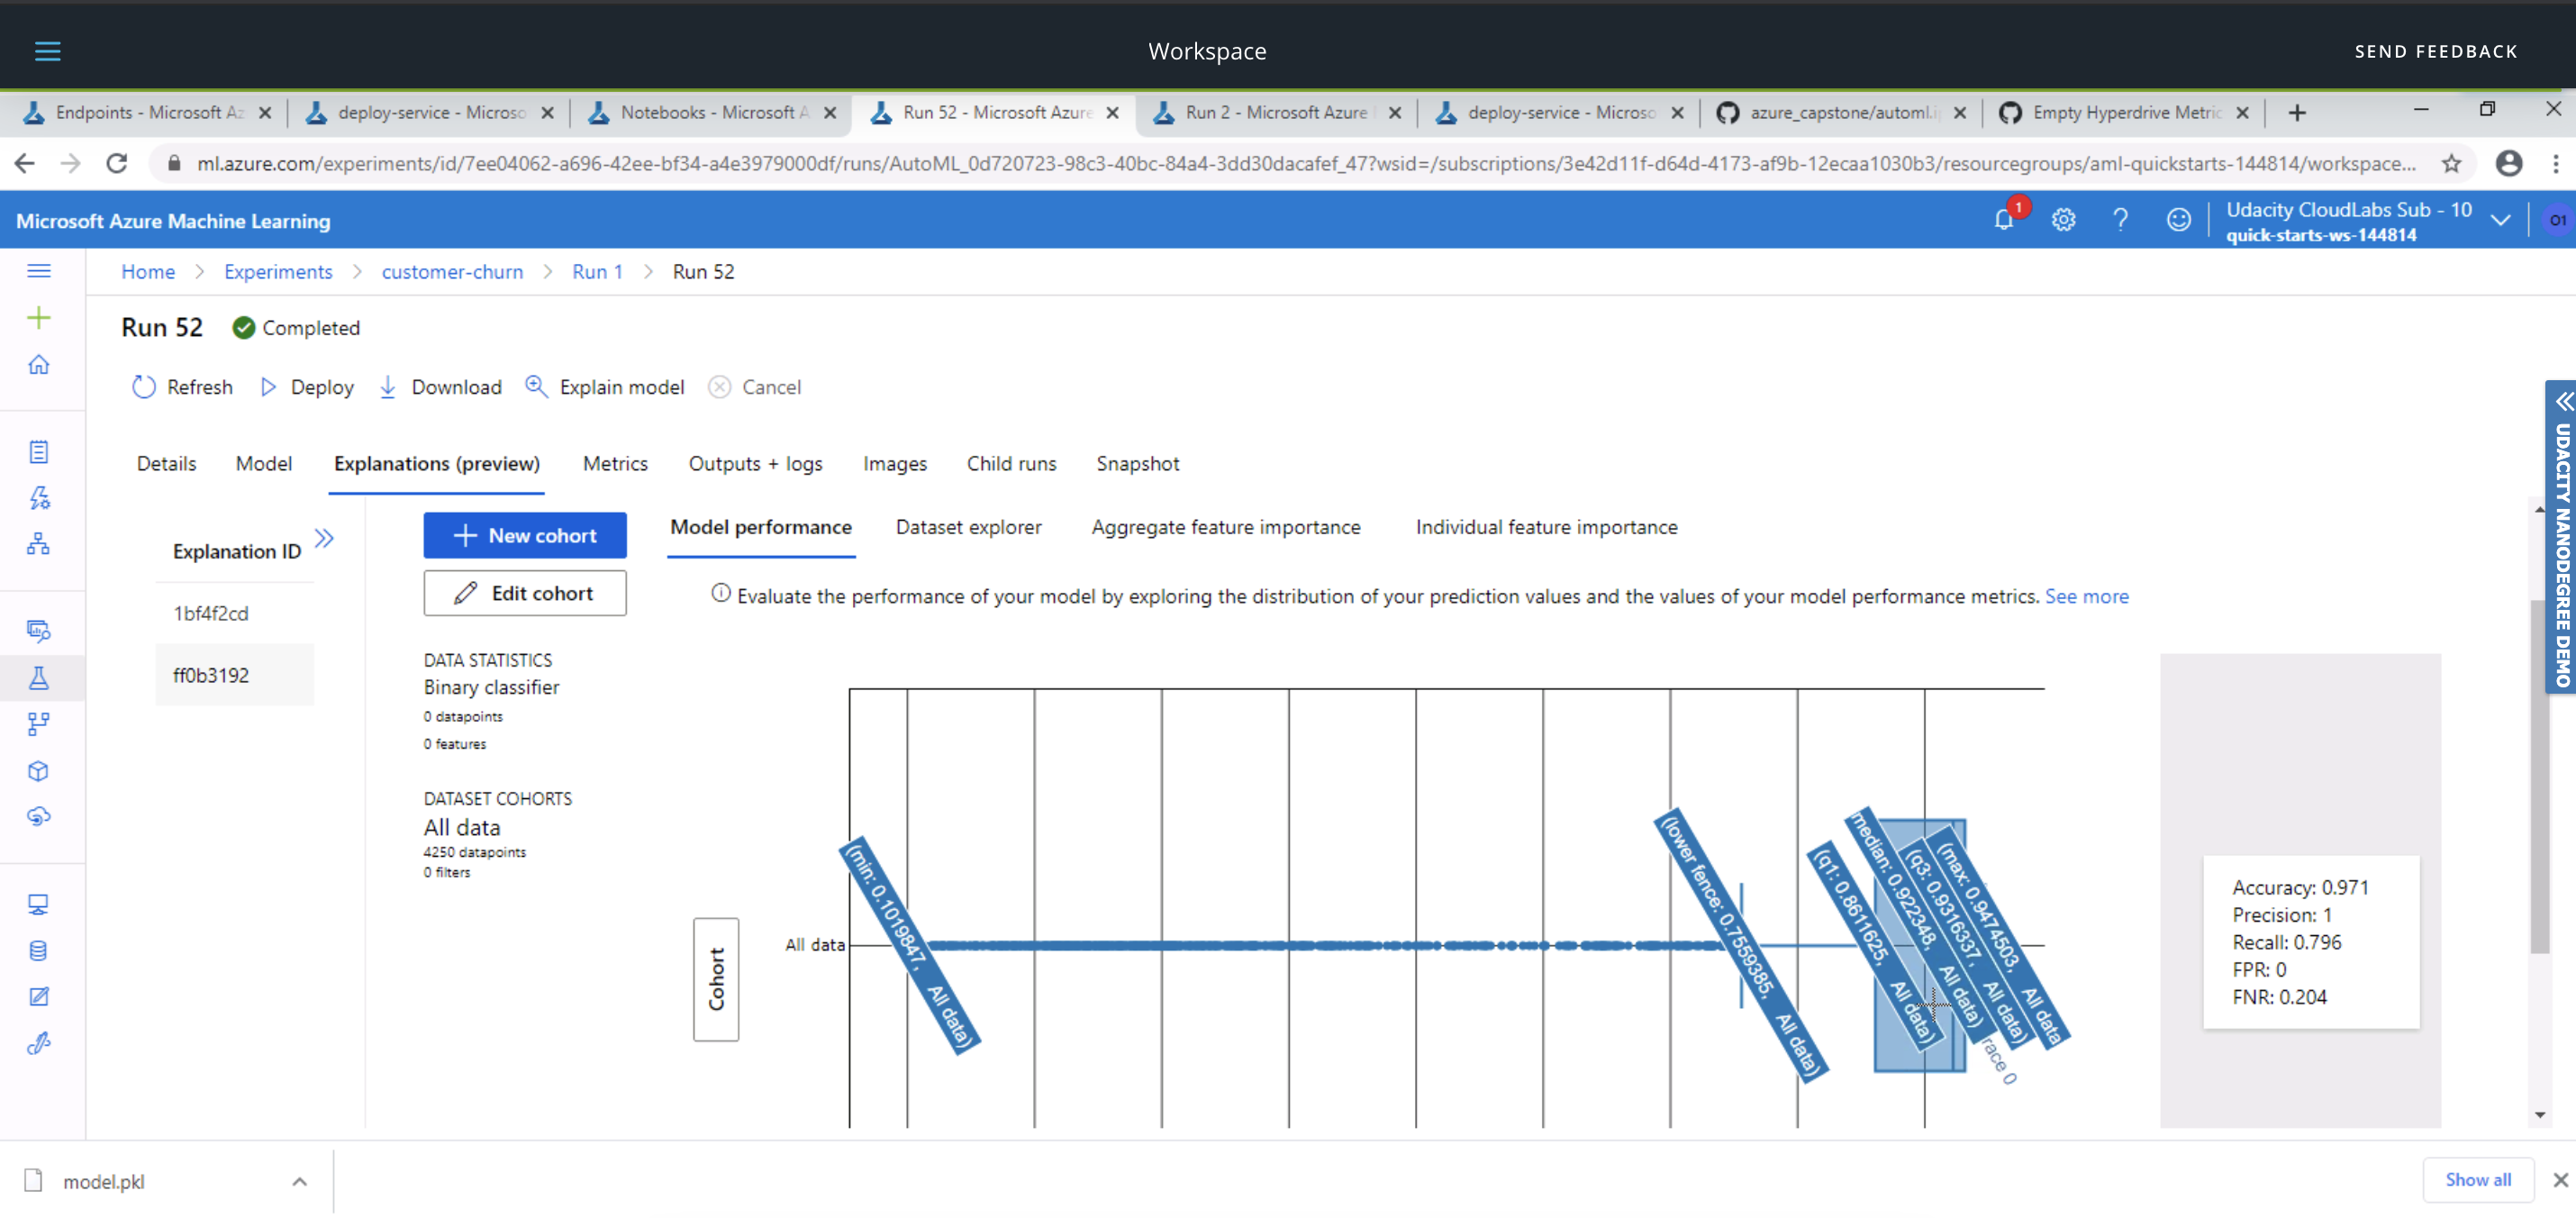 Workspace
SEND FEEDBACK
Endpoints - Microsoft Az
deploy-service - Microso
Notebooks - Microsoft A
Run 52 - Microsoft Azure
Run 2 - Microsoft Azure
deploy-service - Microso
azure_capstone/automl.i
Empty Hyperdrive Metric
ml.azure.com/experiments/id/7ee04062-a696-42ee-bf34-a4e3979000df/runs/AutoML_0d720723-98c3-40bc-84a4-3dd30dacafef_47?wsid=/subscriptions/3e42d11f-d64d-4173-af9b-12ecaa1030b3/resourcegroups/aml-quickstarts-144814/workspace...
Microsoft Azure Machine Learning
1
Udacity CloudLabs Sub - 10
quick-starts-ws-144814
O1
Home > Experiments > customer-churn > Run 1 > Run 52
Run 52 Completed
Refresh Deploy Download Explain model Cancel
Details Model Explanations (preview) Metrics Outputs + logs Images Child runs Snapshot
UDACITY NANODEGREE DEMO
Explanation ID
1bf4f2cd
ff0b3192
New cohort
Edit cohort
DATA STATISTICS
Binary classifier
0 datapoints
0 features
DATASET COHORTS
All data
4250 datapoints
0 filters
Model performance Dataset explorer Aggregate feature importance Individual feature importance
Evaluate the performance of your model by exploring the distribution of your prediction values and the values of your model performance metrics. See more
Cohort
All data
(min: 0.1019847, All data)
(lower fence: 0.7559385, All data)
(q1: 0.8611625, All data)
median: 0.922348, All data)
(q3: 0.9316337, All data)
(max: 0.9474503, All data
race 0
Accuracy: 0.971
Precision: 1
Recall: 0.796
FPR: 0
FNR: 0.204
model.pkl
Show all